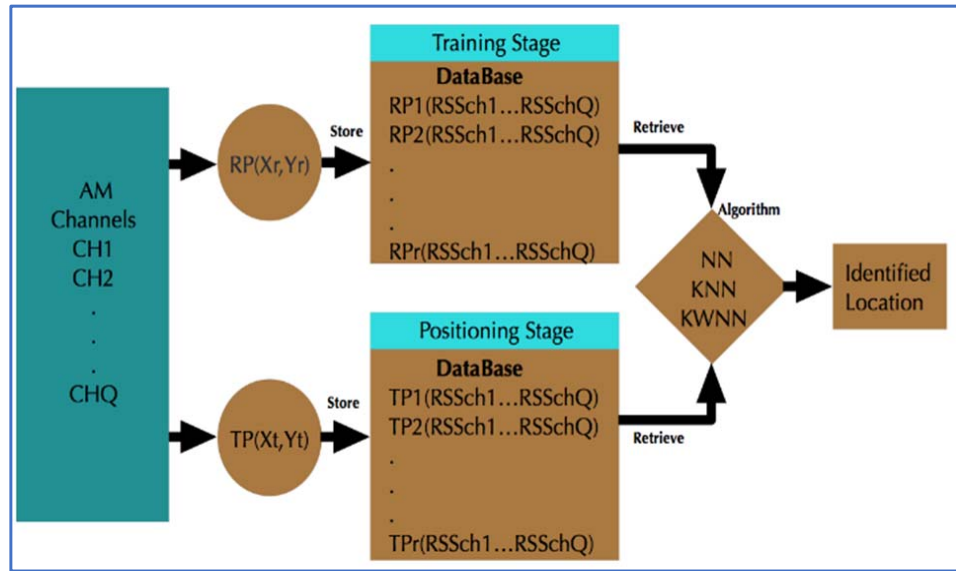 AM
Channels
CH1
CH2
.
.
.
CHQ
RP(Xr,Yr)
Store
Training Stage
DataBase
RP1(RSSch1...RSSchQ)
RP2(RSSch1...RSSchQ)
.
.
.
RPr(RSSch1...RSSchQ)
Retrieve
TP(Xt,Yt)
Store
Positioning Stage
DataBase
TP1(RSSch1...RSSchQ)
TP2(RSSch1...RSSchQ)
.
.
.
TPr(RSSch1...RSSchQ)
Retrieve
Algorithm
NN
KNN
KWNN
Identified
Location